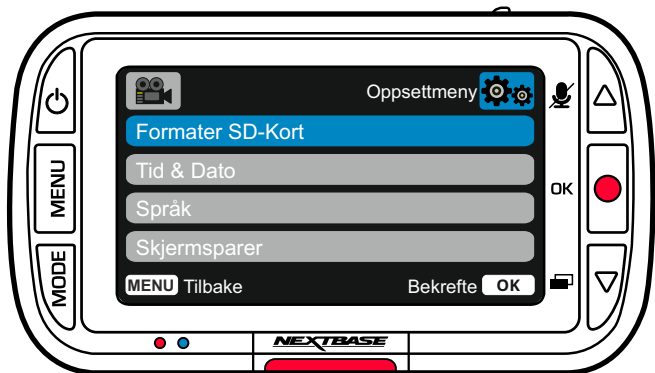 Oppsettmeny
Formater SD-Kort
Tid & Dato
Språk
Skjermsparer
MENU Tilbake Bekrefte OK
MENU
MODE
OK
NEXTBASE